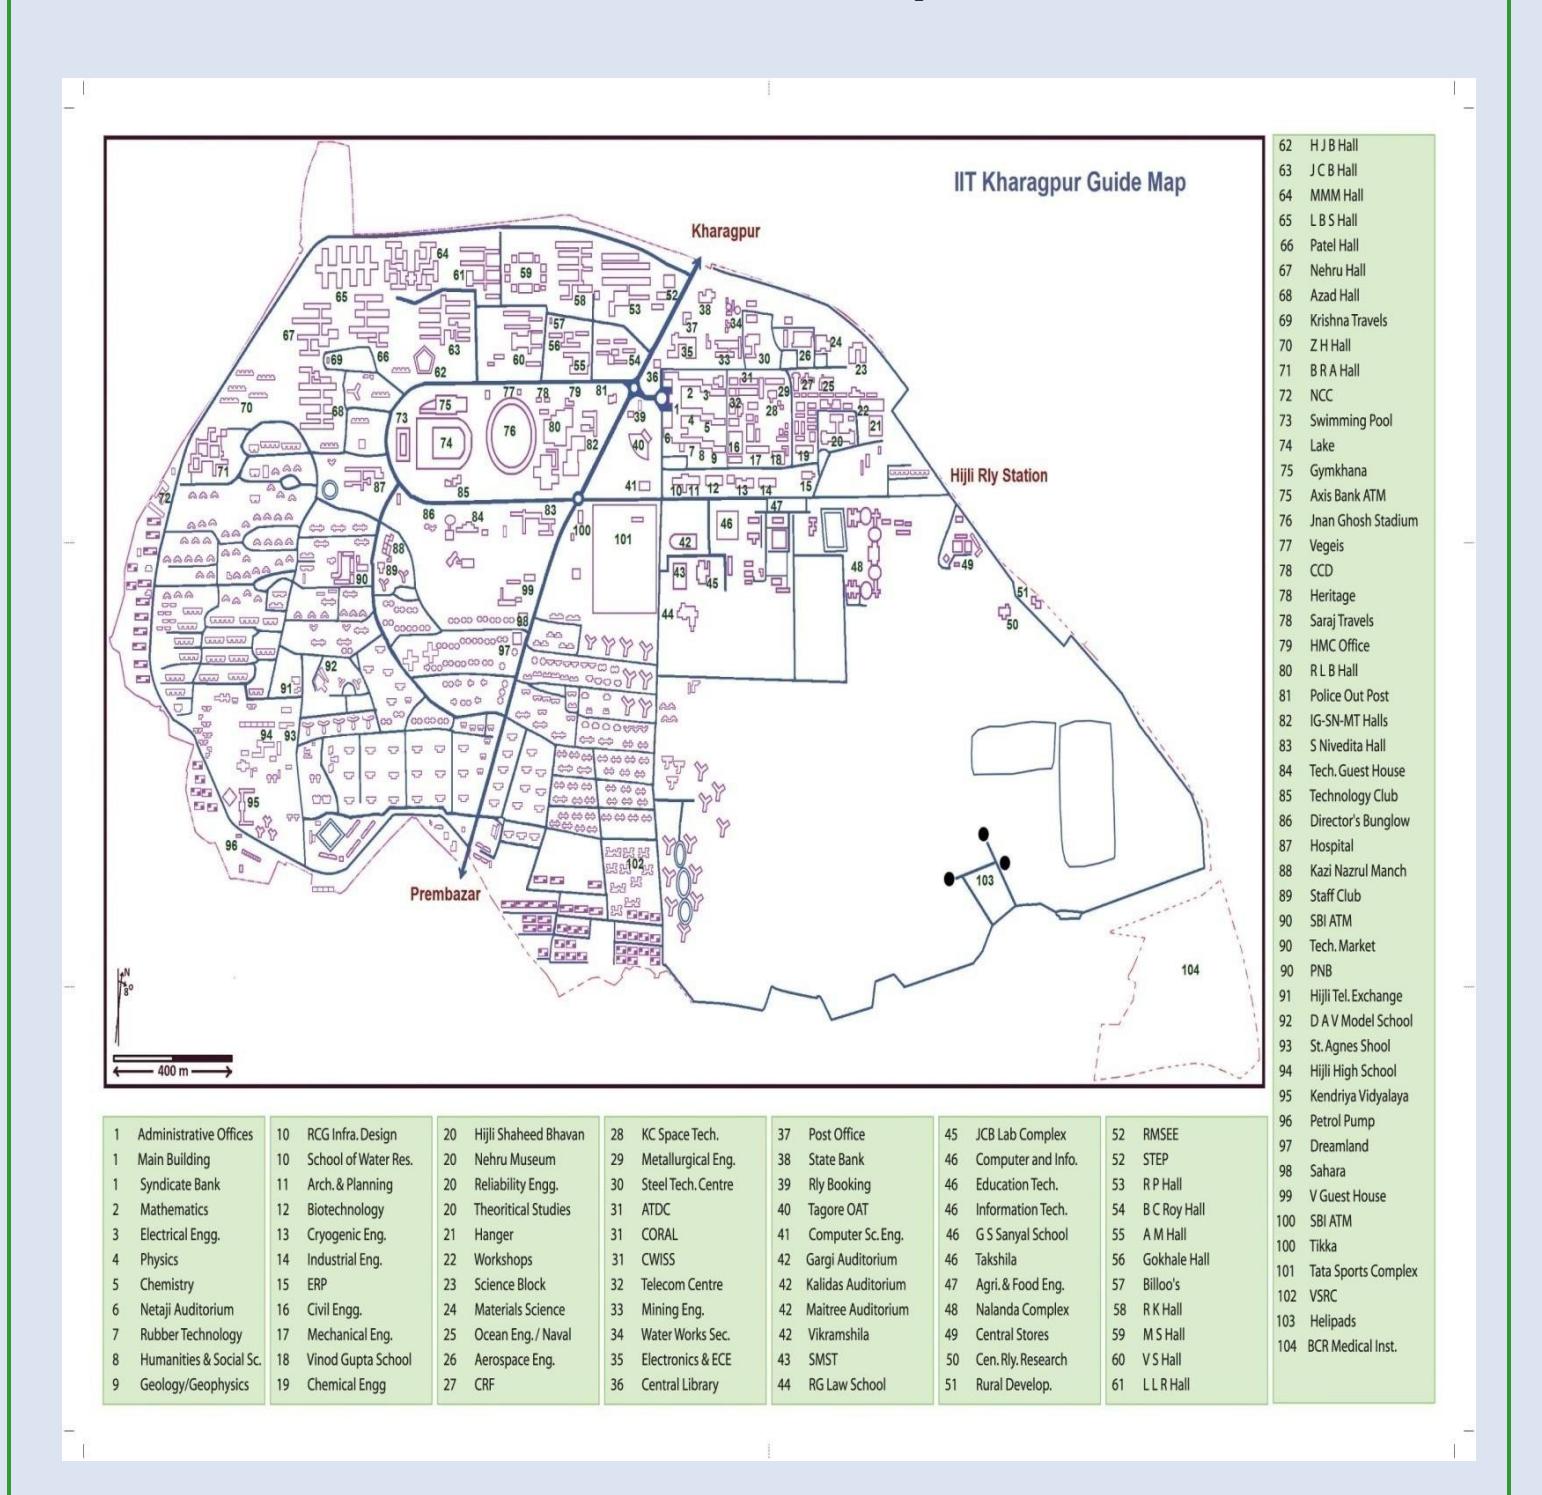 IIT Kharagpur Guide Map
Kharagpur
Hijli Rly Station
Prembazar
N
400 m
64
61
59
65
58
53
52
38
37
34
67
66
63
57
56
60
55
54
35
33
30
26
24
23
69
62
36
70
68
73
75
77
78
79
81
74
76
80
82
39
40
1
2
3
4
5
6
7
8
9
31
32
29
27
25
28
22
21
16
17
18
19
20
71
72
87
85
41
10
11
12
13
14
15
86
84
83
100
101
47
46
42
43
45
44
48
49
51
50
88
89
90
99
98
97
92
91
94
93
95
96
102
103
104
1 Administrative Offices
1 Main Building
1 Syndicate Bank
2 Mathematics
3 Electrical Engg.
4 Physics
5 Chemistry
6 Netaji Auditorium
7 Rubber Technology
8 Humanities & Social Sc.
9 Geology/Geophysics
10 RCG Infra. Design
10 School of Water Res.
11 Arch. & Planning
12 Biotechnology
13 Cryogenic Eng.
14 Industrial Eng.
15 ERP
16 Civil Engg.
17 Mechanical Eng.
18 Vinod Gupta School
19 Chemical Engg
20 Hijli Shaheed Bhavan
20 Nehru Museum
20 Reliability Engg.
20 Theoritical Studies
21 Hanger
22 Workshops
23 Science Block
24 Materials Science
25 Ocean Eng. / Naval
26 Aerospace Eng.
27 CRF
28 KC Space Tech.
29 Metallurgical Eng.
30 Steel Tech. Centre
31 ATDC
31 CORAL
31 CWISS
32 Telecom Centre
33 Mining Eng.
34 Water Works Sec.
35 Electronics & ECE
36 Central Library
37 Post Office
38 State Bank
39 Rly Booking
40 Tagore OAT
41 Computer Sc. Eng.
42 Gargi Auditorium
42 Kalidas Auditorium
42 Maitree Auditorium
42 Vikramshila
43 SMST
44 RG Law School
45 JCB Lab Complex
46 Computer and Info.
46 Education Tech.
46 Information Tech.
46 G S Sanyal School
46 Takshila
47 Agri. & Food Eng.
48 Nalanda Complex
49 Central Stores
50 Cen. Rly. Research
51 Rural Develop.
52 RMSEE
52 STEP
53 R P Hall
54 B C Roy Hall
55 A M Hall
56 Gokhale Hall
57 Billoo's
58 R K Hall
59 M S Hall
60 V S Hall
61 L L R Hall
62 H J B Hall
63 J C B Hall
64 MMM Hall
65 L B S Hall
66 Patel Hall
67 Nehru Hall
68 Azad Hall
69 Krishna Travels
70 Z H Hall
71 B R A Hall
72 NCC
73 Swimming Pool
74 Lake
75 Gymkhana
75 Axis Bank ATM
76 Jnan Ghosh Stadium
77 Vegeis
78 CCD
78 Heritage
78 Saraj Travels
79 HMC Office
80 R L B Hall
81 Police Out Post
82 IG-SN-MT Halls
83 S Nivedita Hall
84 Tech. Guest House
85 Technology Club
86 Director's Bunglow
87 Hospital
88 Kazi Nazrul Manch
89 Staff Club
90 SBI ATM
90 Tech. Market
90 PNB
91 Hijli Tel. Exchange
92 D A V Model School
93 St. Agnes Shool
94 Hijli High School
95 Kendriya Vidyalaya
96 Petrol Pump
97 Dreamland
98 Sahara
99 V Guest House
100 SBI ATM
100 Tikka
101 Tata Sports Complex
102 VSRC
103 Helipads
104 BCR Medical Inst.